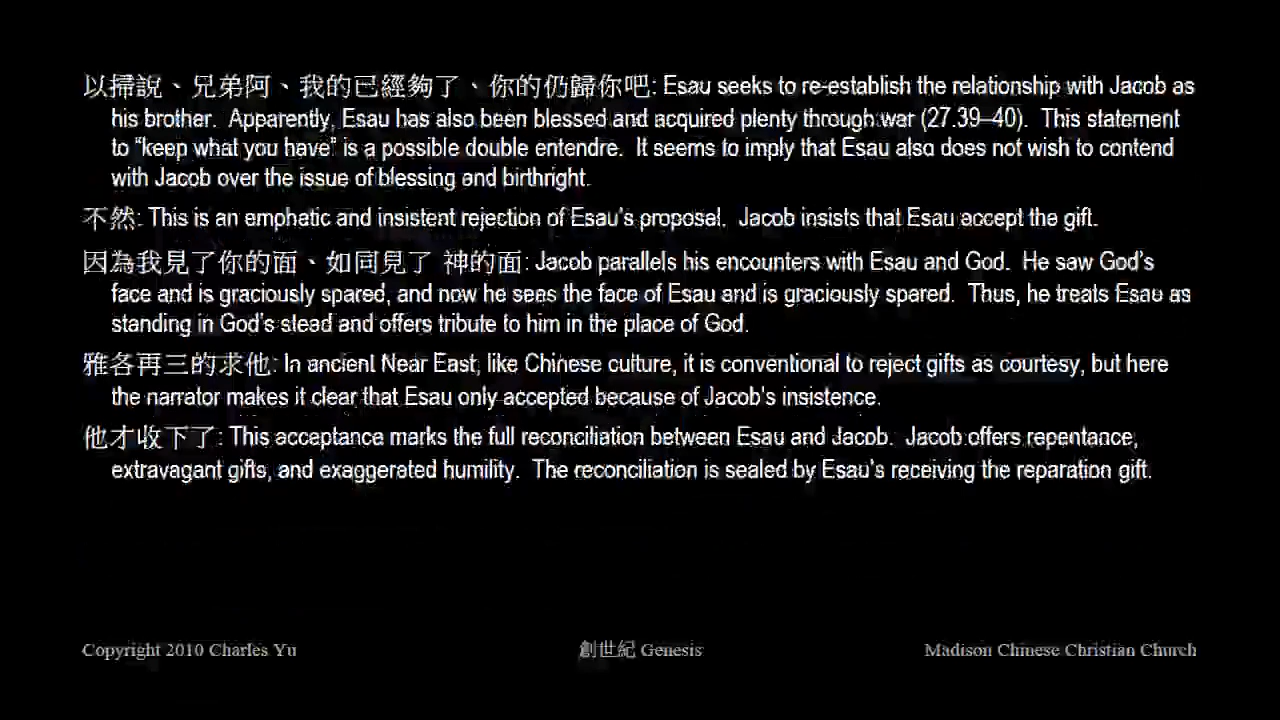 以掃說、兄弟阿、我的已經夠了、你的仍歸你吧: Esau seeks to re-establish the relationship with Jacob as
his brother. Apparently, Esau has also been blessed and acquired plenty through war (27.39–40). This statement
to “keep what you have” is a possible double entendre. It seems to imply that Esau also does not wish to contend
with Jacob over the issue of blessing and birthright.
不然: This is an emphatic and insistent rejection of Esau’s proposal. Jacob insists that Esau accept the gift.
因為我見了你的面、如同見了 神的面: Jacob parallels his encounters with Esau and God. He saw God’s
face and is graciously spared, and now he sees the face of Esau and is graciously spared. Thus, he treats Esau as
standing in God’s stead and offers tribute to him in the place of God.
雅各再三的求他: In ancient Near East, like Chinese culture, it is conventional to reject gifts as courtesy, but here
the narrator makes it clear that Esau only accepted because of Jacob’s insistence.
他才收下了: This acceptance marks the full reconciliation between Esau and Jacob. Jacob offers repentance,
extravagant gifts, and exaggerated humility. The reconciliation is sealed by Esau’s receiving the reparation gift.
Copyright 2010 Charles Yu
創世紀 Genesis
Madison Chinese Christian Church